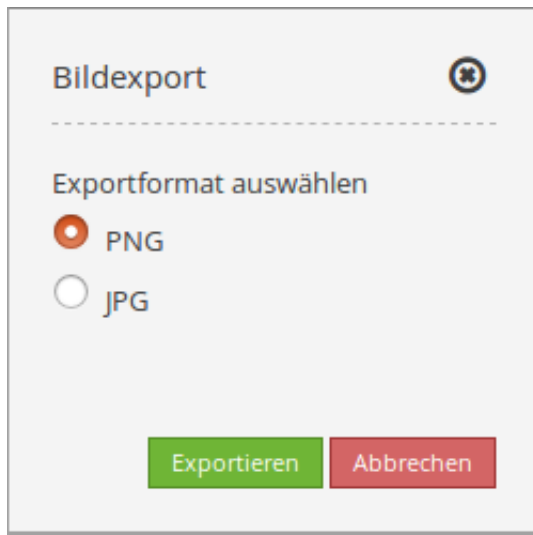 Bildexport
Exportformat auswählen
PNG
JPG
Exportieren Abbrechen